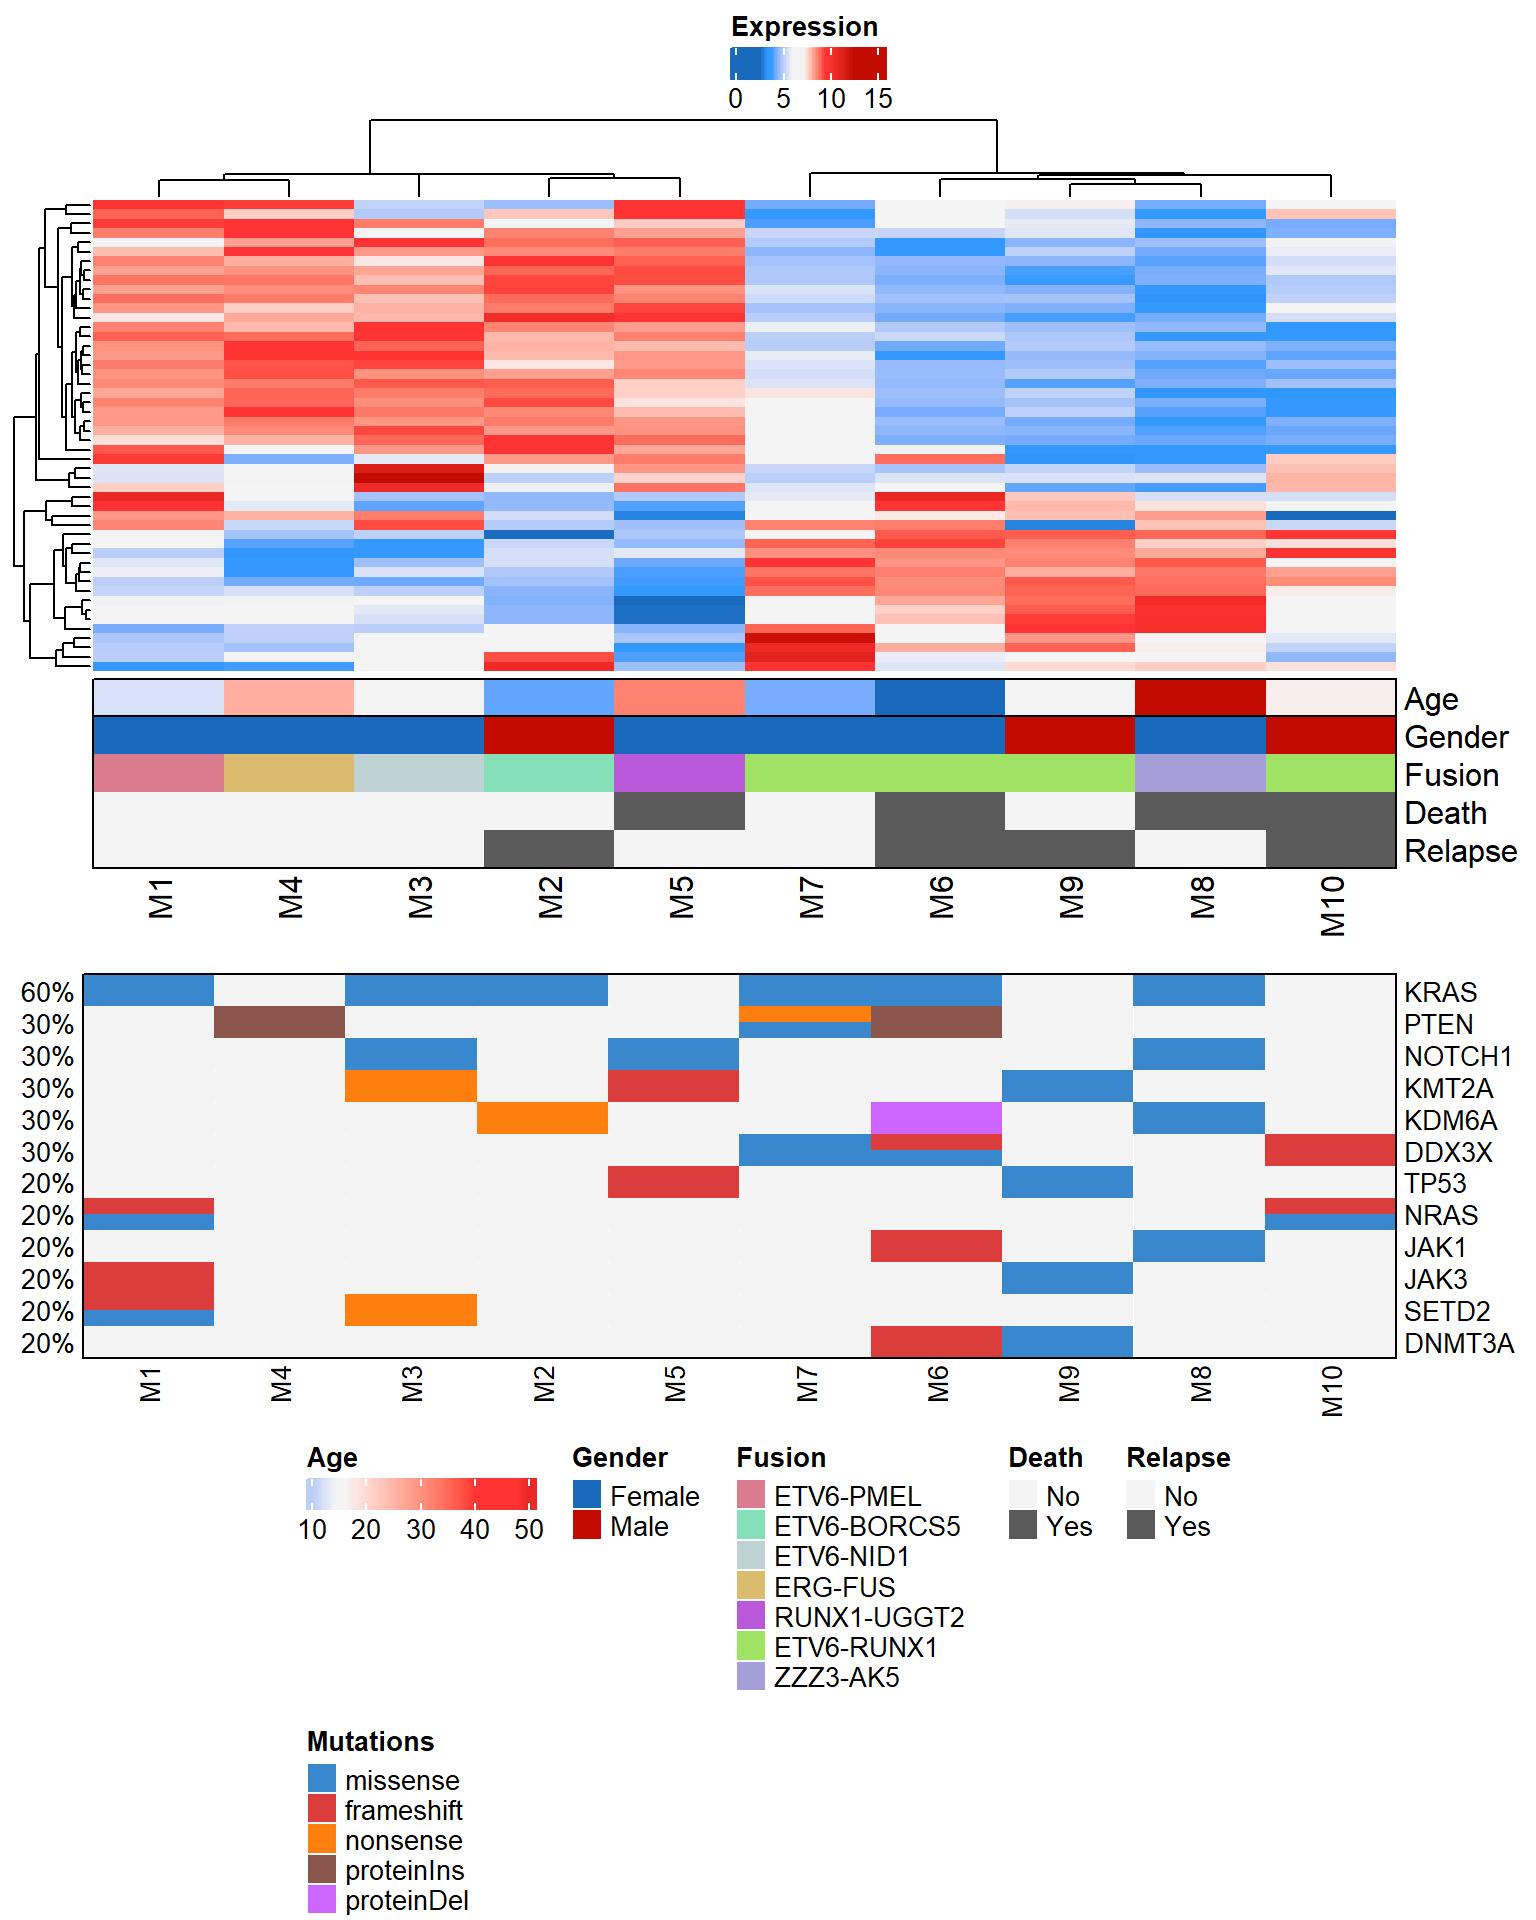 Expression
0 5 10 15
Age
Gender
Fusion
Death
Relapse
M1 M4 M3 M2 M5 M7 M6 M9 M8 M10
60% KRAS
30% PTEN
30% NOTCH1
30% KMT2A
30% KDM6A
30% DDX3X
20% TP53
20% NRAS
20% JAK1
20% JAK3
20% SETD2
20% DNMT3A
M1 M4 M3 M2 M5 M7 M6 M9 M8 M10
Age
10 20 30 40 50
Gender
Female
Male
Fusion
ETV6-PMEL
ETV6-BORCS5
ETV6-NID1
ERG-FUS
RUNX1-UGGT2
ETV6-RUNX1
ZZZ3-AK5
Death
No
Yes
Relapse
No
Yes
Mutations
missense
frameshift
nonsense
proteinIns
proteinDel